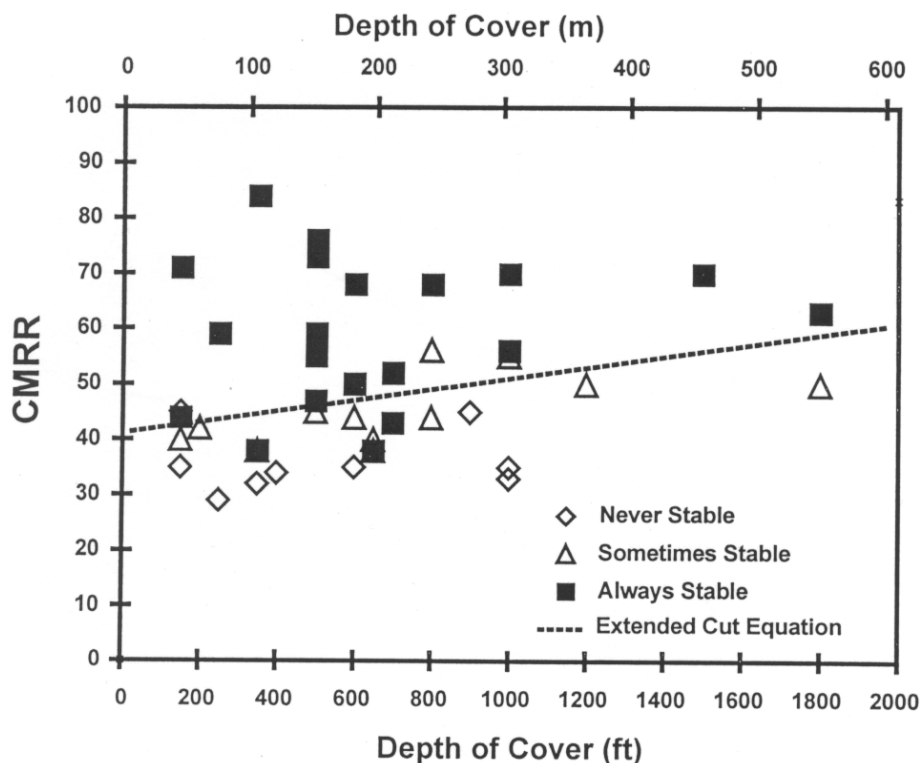 Depth of Cover (m)
0 100 200 300 400 500 600
100
90
80
70
60
50
40
30
20
10
0
CMRR
Never Stable
Sometimes Stable
Always Stable
Extended Cut Equation
0 200 400 600 800 1000 1200 1400 1600 1800 2000
Depth of Cover (ft)